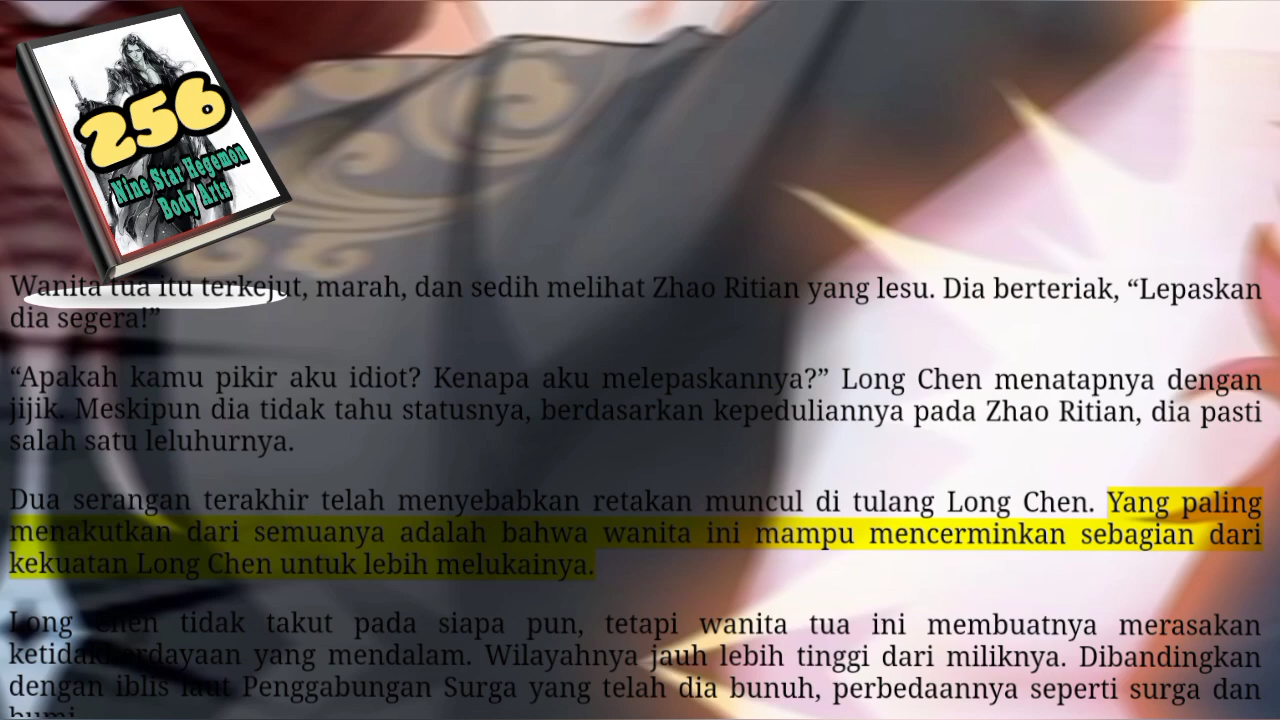 256
Nine Star Hegemon
Body Arts
Wanita tua itu terkejut, marah, dan sedih melihat Zhao Ritian yang lesu. Dia berteriak, “Lepaskan
dia segera!”
“Apakah kamu pikir aku idiot? Kenapa aku melepaskannya?” Long Chen menatapnya dengan
jijik. Meskipun dia tidak tahu statusnya, berdasarkan kepeduliannya pada Zhao Ritian, dia pasti
salah satu leluhurnya.
Dua serangan terakhir telah menyebabkan retakan muncul di tulang Long Chen. Yang paling
menakutkan dari semuanya adalah bahwa wanita ini mampu mencerminkan sebagian dari
kekuatan Long Chen untuk lebih melukainya.
Long Chen tidak takut pada siapa pun, tetapi wanita tua ini membuatnya merasakan
ketidakberdayaan yang mendalam. Wilayahnya jauh lebih tinggi dari miliknya. Dibandingkan
dengan iblis laut Penggabungan Surga yang telah dia bunuh, perbedaannya seperti surga dan
bumi.